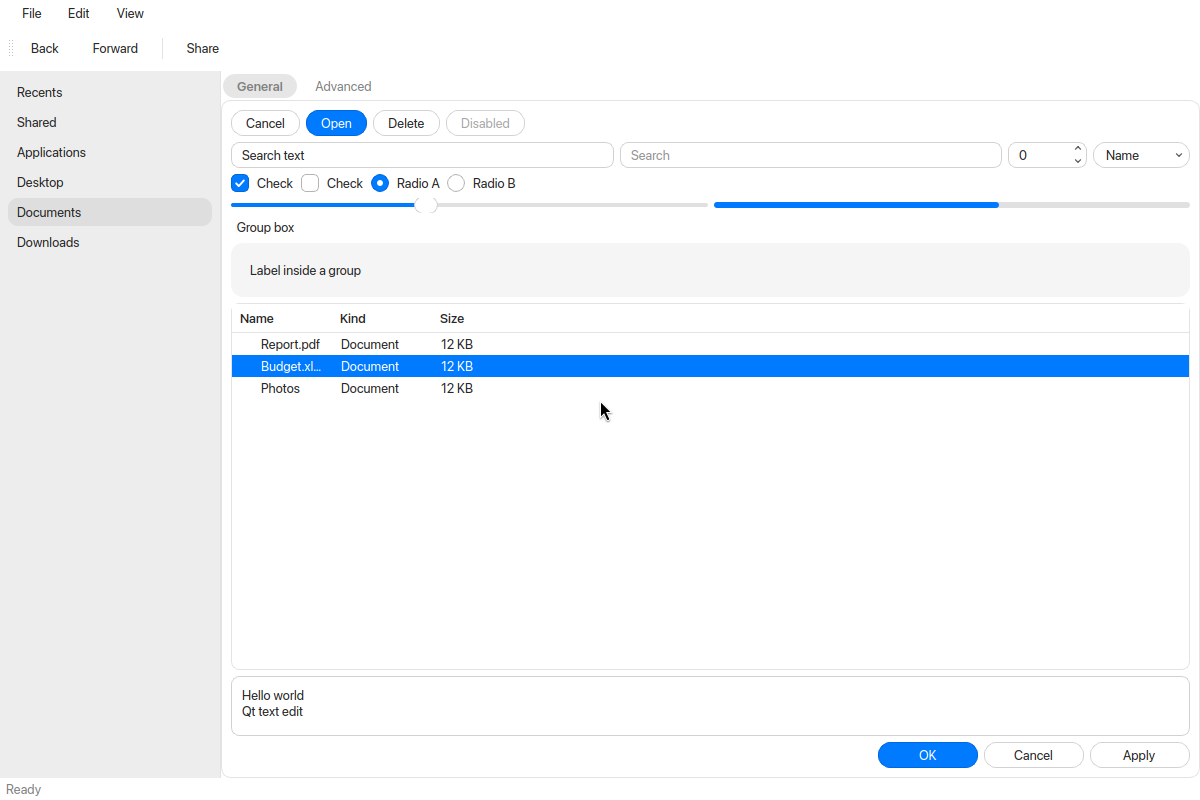 File Edit View
Back Forward Share
Recents
Shared
Applications
Desktop
Documents
Downloads
General Advanced
Cancel Open Delete Disabled
Search text Search 0 Name
Check Check Radio A Radio B
Group box
Label inside a group
Name Kind Size
Report.pdf Document 12 KB
Budget.xl... Document 12 KB
Photos Document 12 KB
Hello world
Qt text edit
OK Cancel Apply
Ready